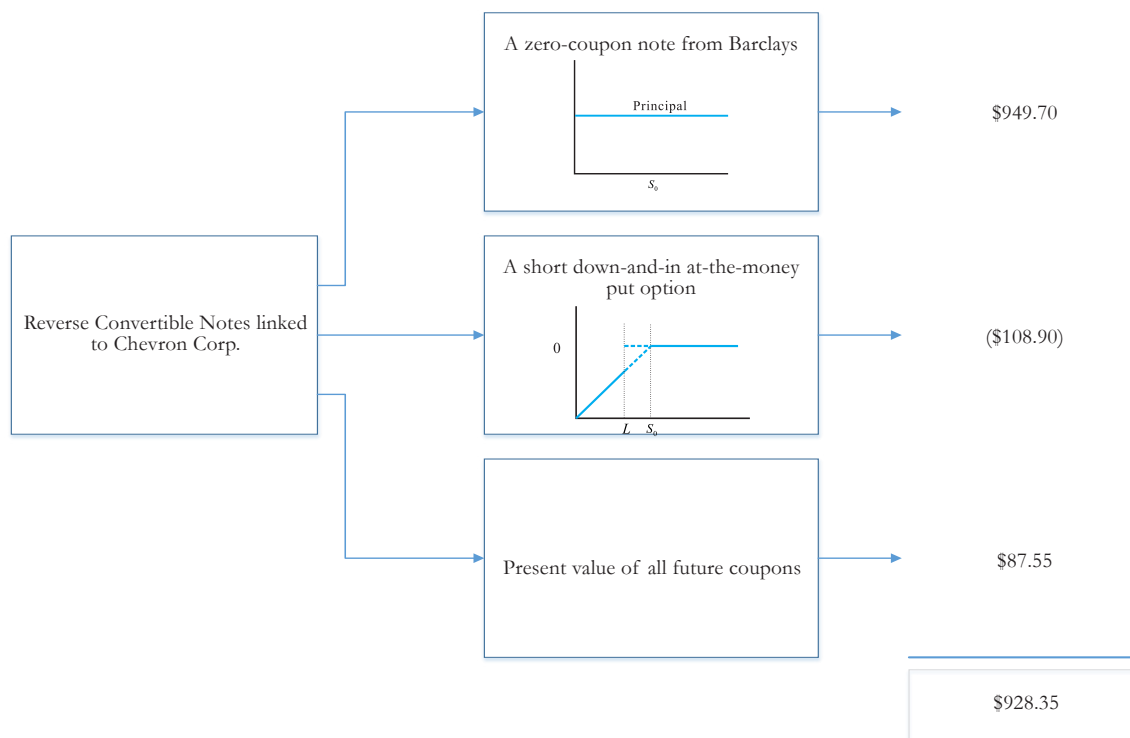 A zero-coupon note from Barclays
Principal
S0
$949.70
Reverse Convertible Notes linked
to Chevron Corp.
A short down-and-in at-the-money
put option
0
L S0
($108.90)
Present value of all future coupons
$87.55
$928.35